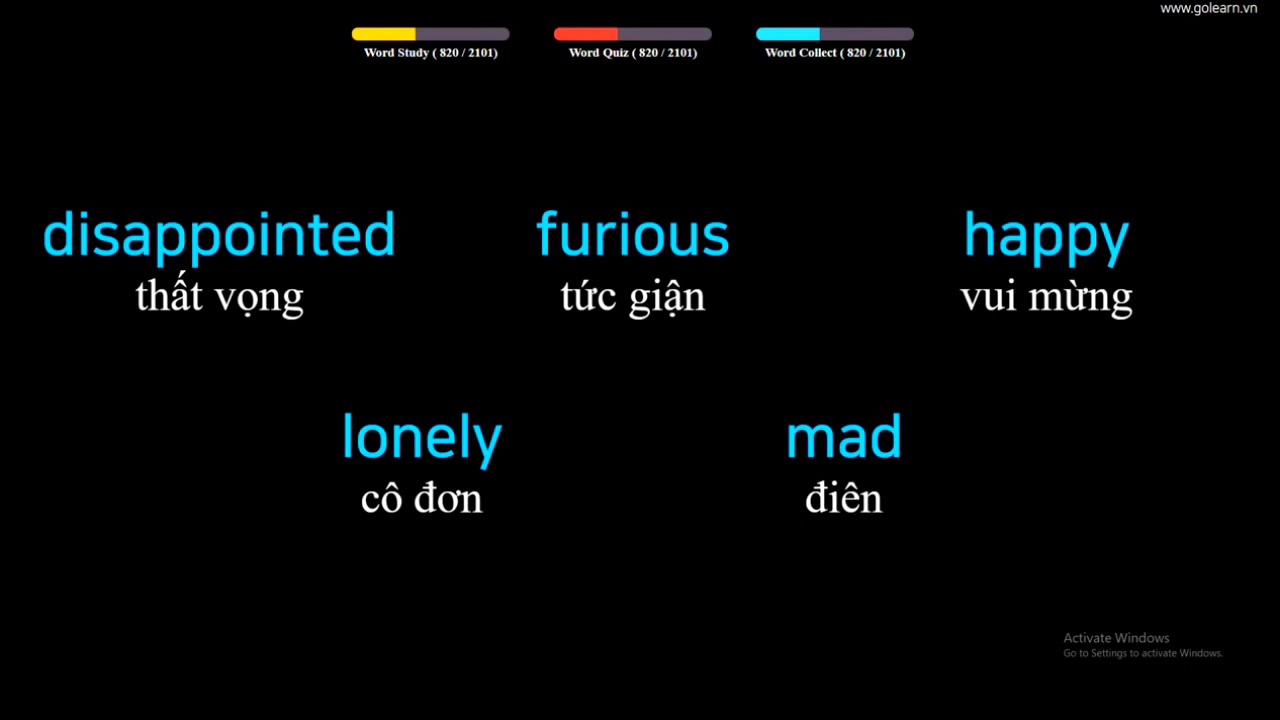 www.golearn.vn
Word Study ( 820 / 2101) Word Quiz ( 820 / 2101) Word Collect ( 820 / 2101)
disappointed furious happy
thất vọng tức giận vui mừng
lonely mad
cô đơn điên
Activate Windows
Go to Settings to activate Windows.